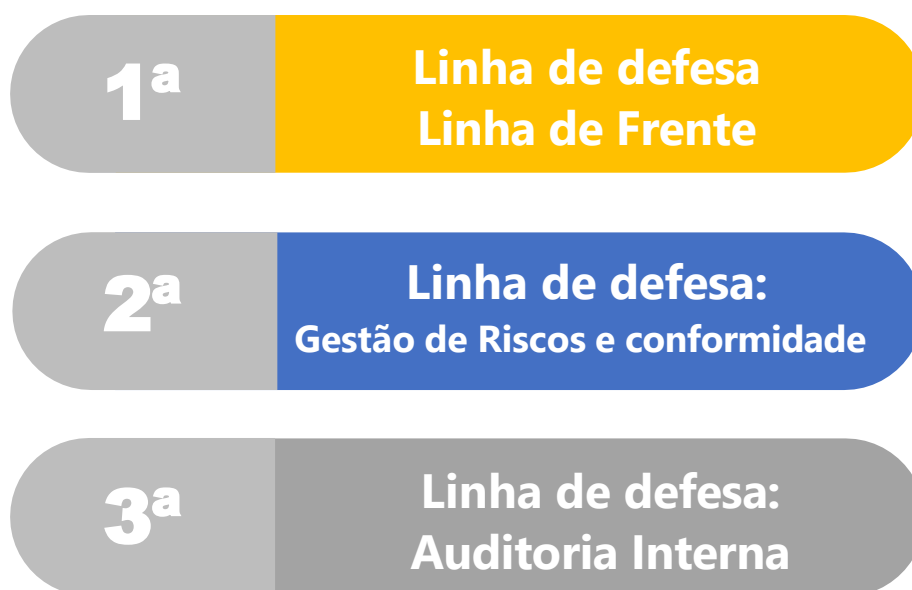 1ª
Linha de defesa
Linha de Frente
2ª
Linha de defesa:
Gestão de Riscos e conformidade
3ª
Linha de defesa:
Auditoria Interna